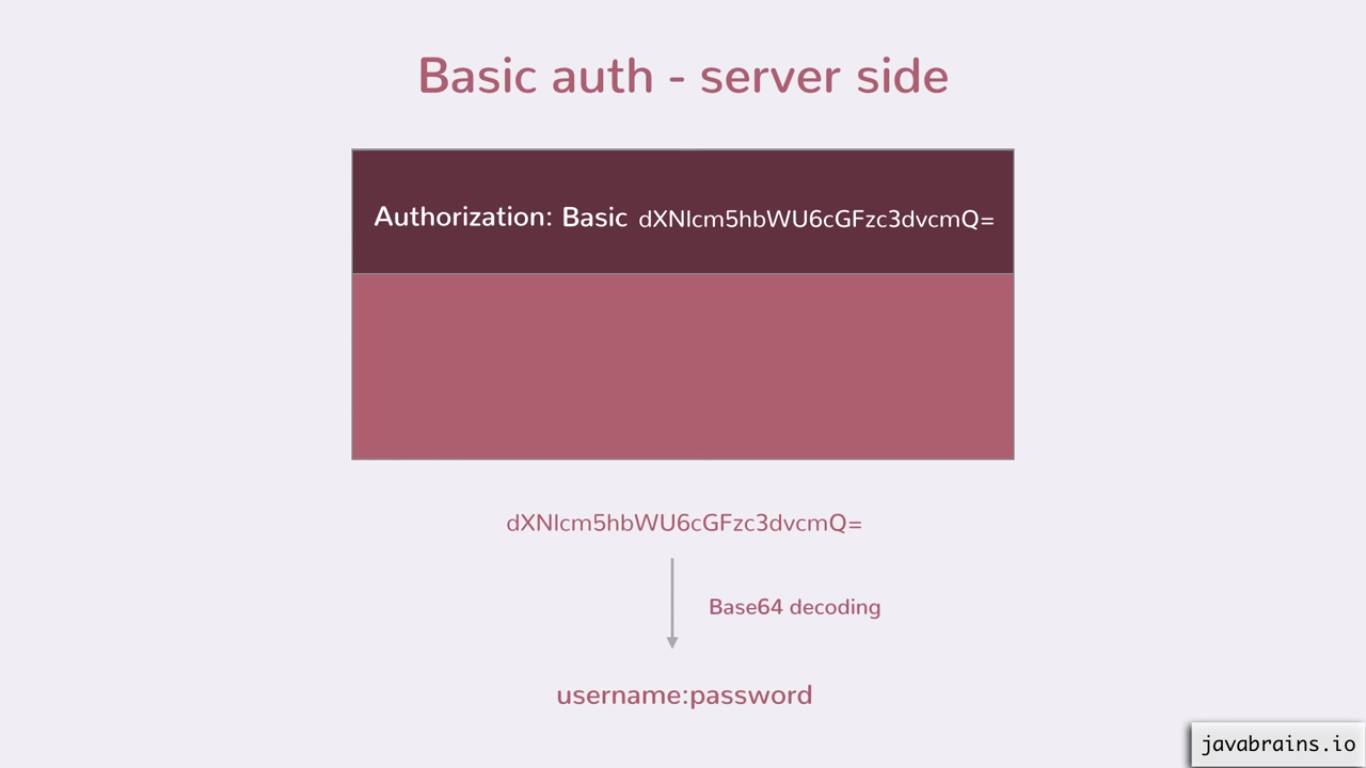 Basic auth - server side
Authorization: Basic dXNlcm5hbWU6cGFzc3dvcmQ=
dXNlcm5hbWU6cGFzc3dvcmQ=
Base64 decoding
username:password
javabrains.io